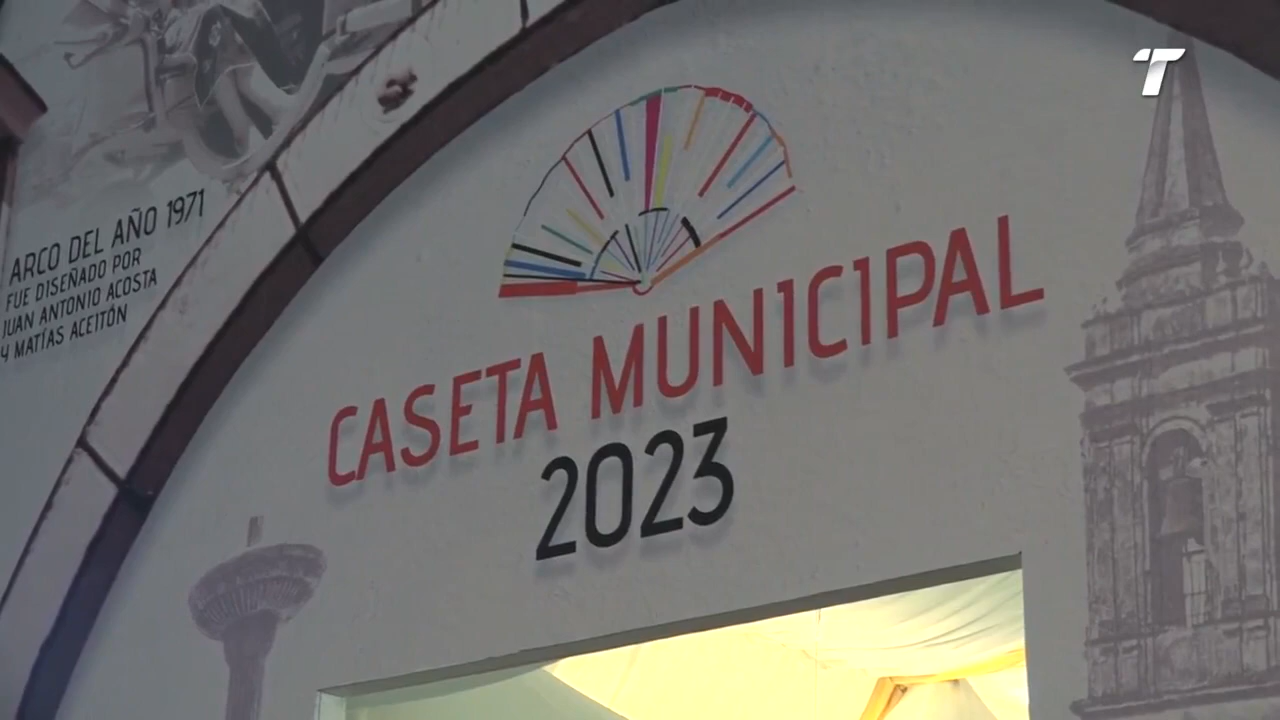 ARCO DEL AÑO 1971
FUE DISEÑADO POR
JUAN ANTONIO ACOSTA
Y MATÍAS ACEITÓN
CASETA MUNICIPAL
2023
T